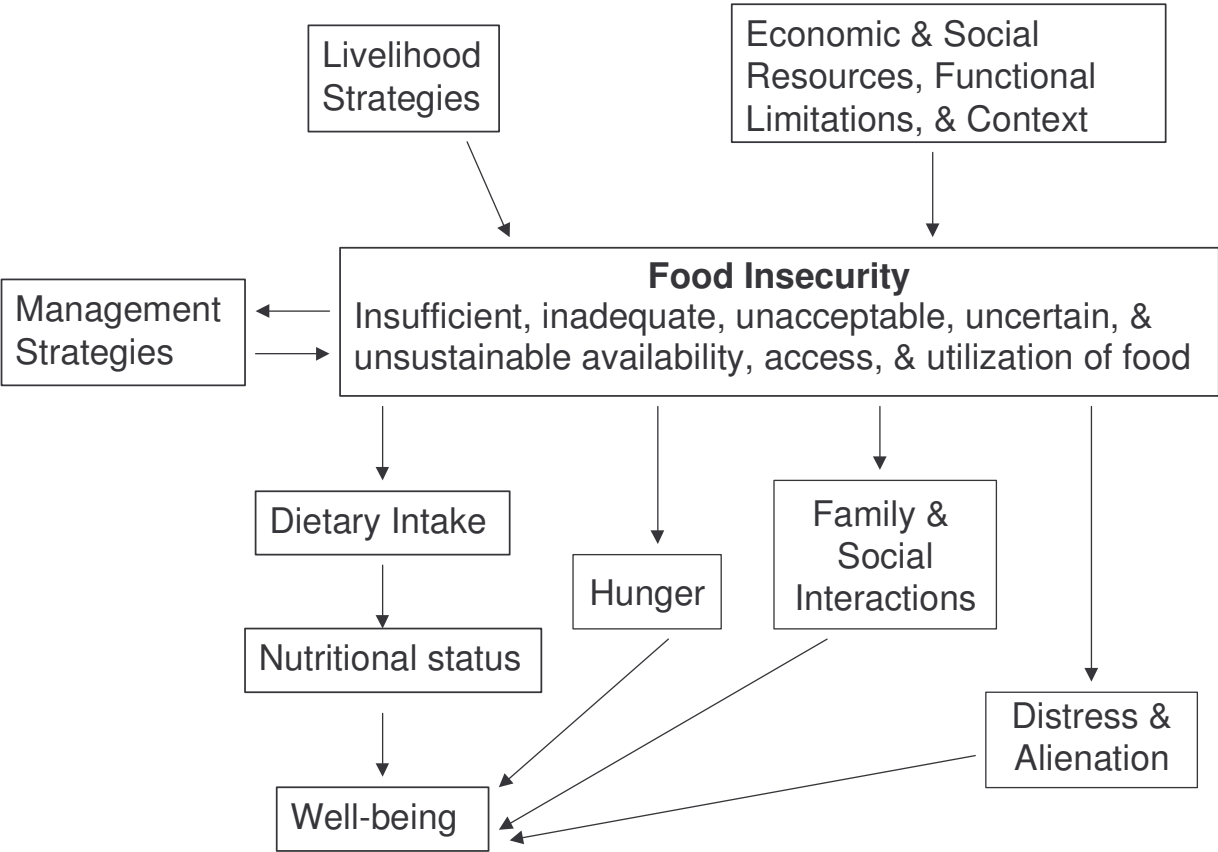 Livelihood
Strategies
Economic & Social
Resources, Functional
Limitations, & Context
Food Insecurity
Insufficient, inadequate, unacceptable, uncertain, &
unsustainable availability, access, & utilization of food
Management
Strategies
Dietary Intake
Nutritional status
Hunger
Family &
Social
Interactions
Distress &
Alienation
Well-being